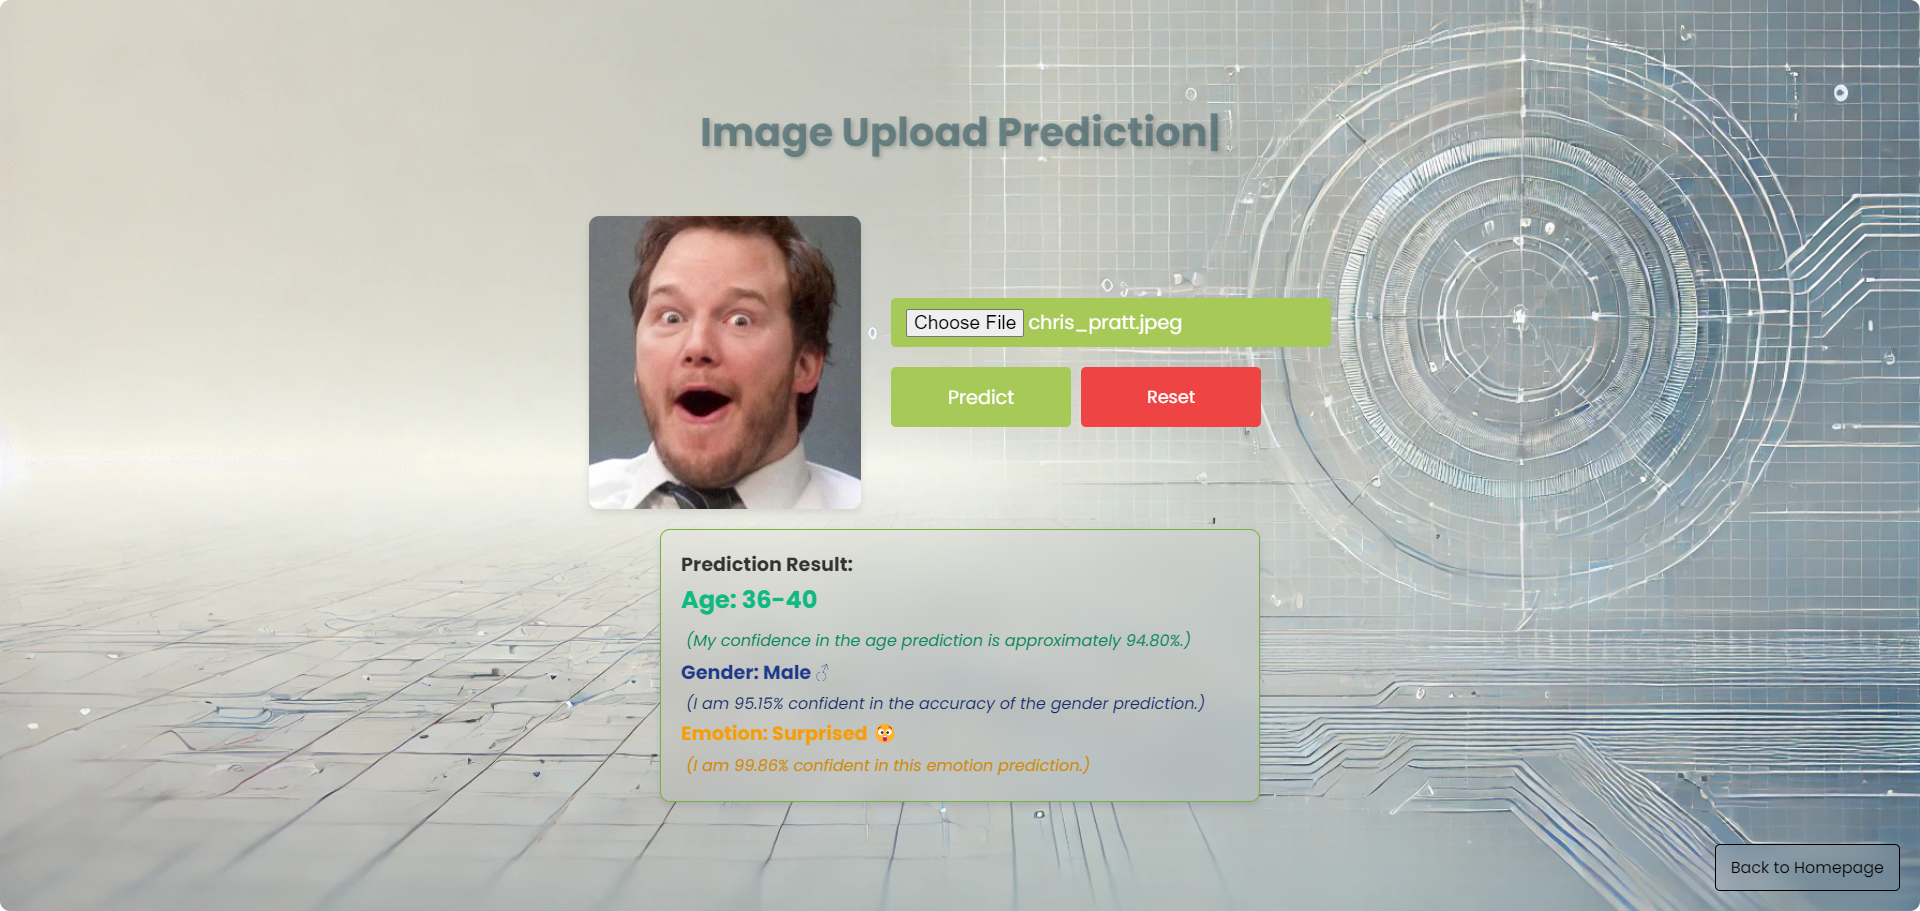 Image Upload Prediction|
Choose File chris_pratt.jpeg
Predict
Reset
Prediction Result:
Age: 36-40
(My confidence in the age prediction is approximately 94.80%.)
Gender: Male ♂
(I am 95.15% confident in the accuracy of the gender prediction.)
Emotion: Surprised 😲
(I am 99.86% confident in this emotion prediction.)
Back to Homepage